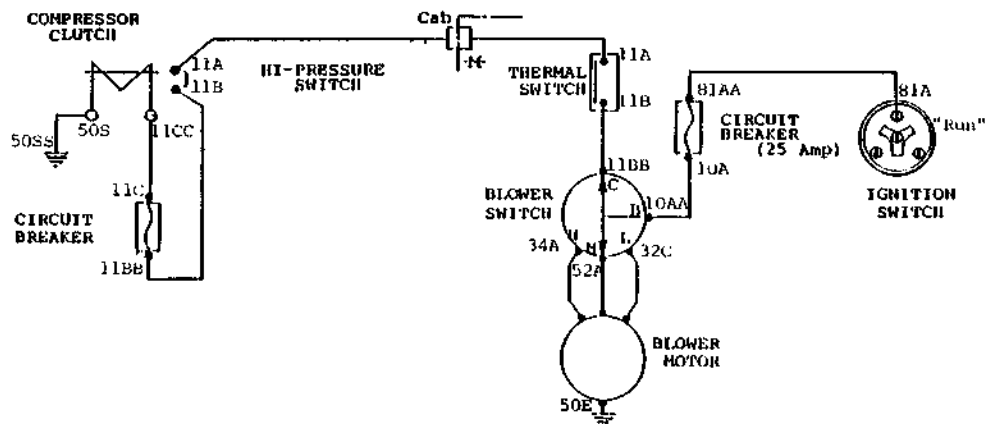 COMPRESSOR
CLUTCH
Cab
11A
11B
HI-PRESSURE
SWITCH
M
THERMAL
SWITCH
11A
11B
81AA
81A
"Run"
CIRCUIT
BREAKER
(25 Amp)
10A
IGNITION
SWITCH
50SS
50S
11CC
11C
CIRCUIT
BREAKER
11BB
BLOWER
SWITCH
11BB
C
B
10AA
34A
H
M
L
32C
52A
BLOWER
MOTOR
50E